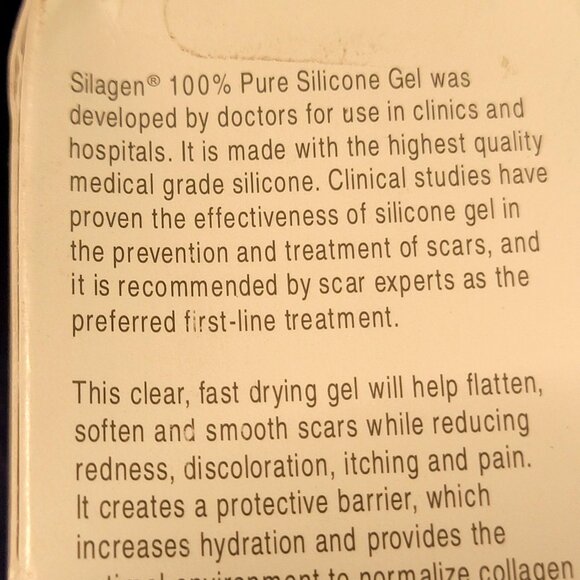 Silagen® 100% Pure Silicone Gel was
developed by doctors for use in clinics and
hospitals. It is made with the highest quality
medical grade silicone. Clinical studies have
proven the effectiveness of silicone gel in
the prevention and treatment of scars, and
it is recommended by scar experts as the
preferred first-line treatment.
This clear, fast drying gel will help flatten,
soften and smooth scars while reducing
redness, discoloration, itching and pain.
It creates a protective barrier, which
increases hydration and provides the
environment to normalize collagen